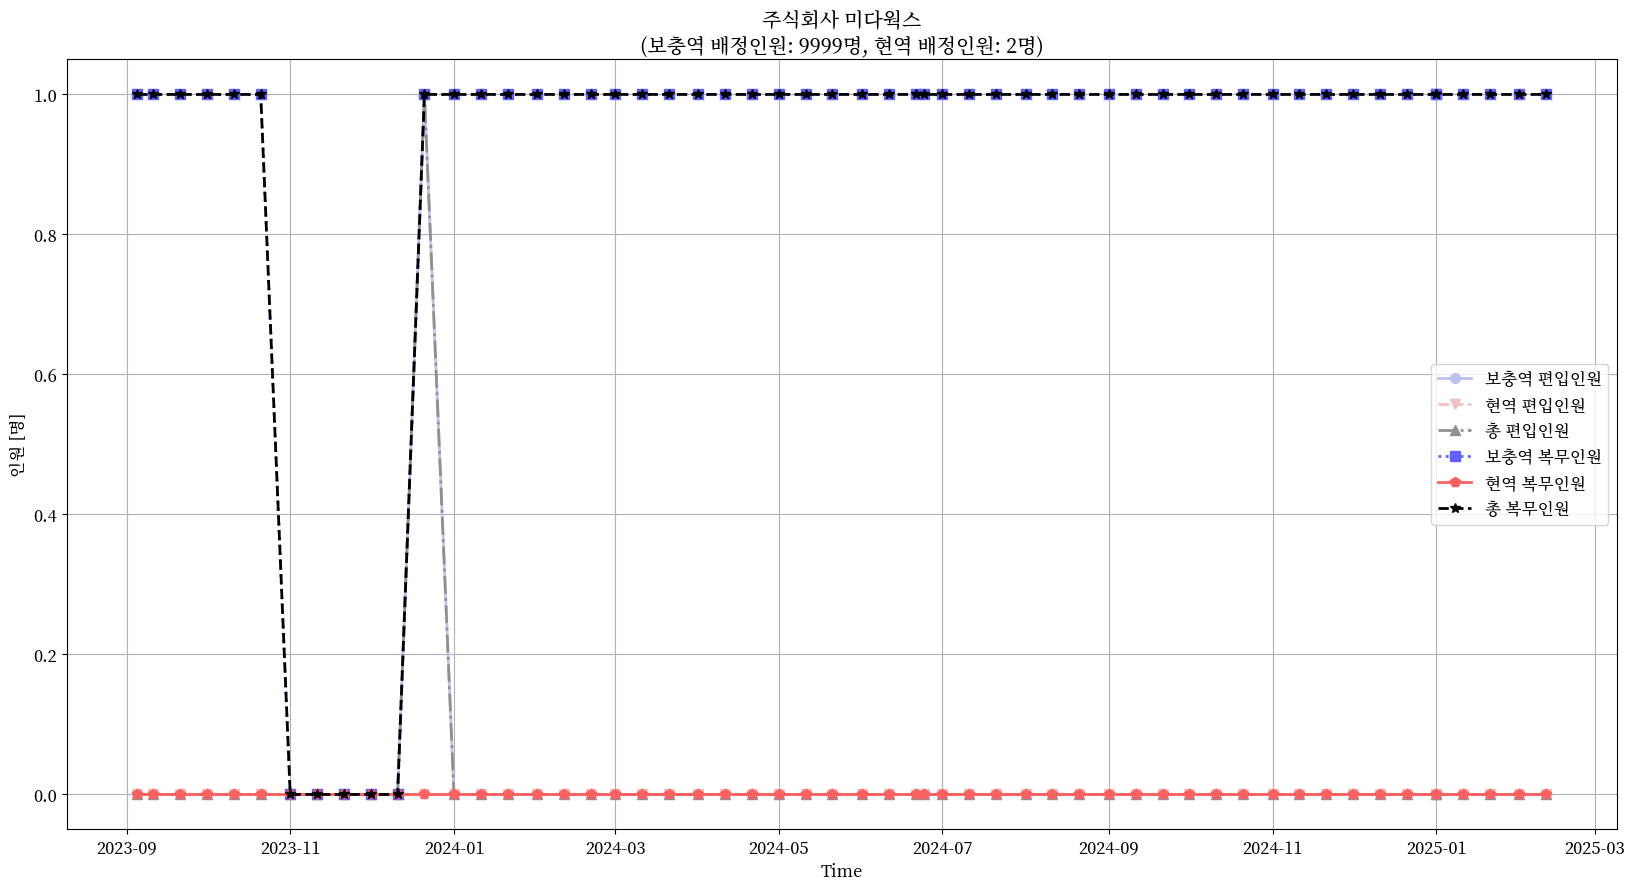 주식회사 미다웍스
(보충역 배정인원: 9999명, 현역 배정인원: 2명)
인원 [명]
1.0
0.8
0.6
0.4
0.2
0.0
보충역 편입인원
현역 편입인원
총 편입인원
보충역 복무인원
현역 복무인원
총 복무인원
2023-09
2023-11
2024-01
2024-03
2024-05
2024-07
2024-09
2024-11
2025-01
2025-03
Time